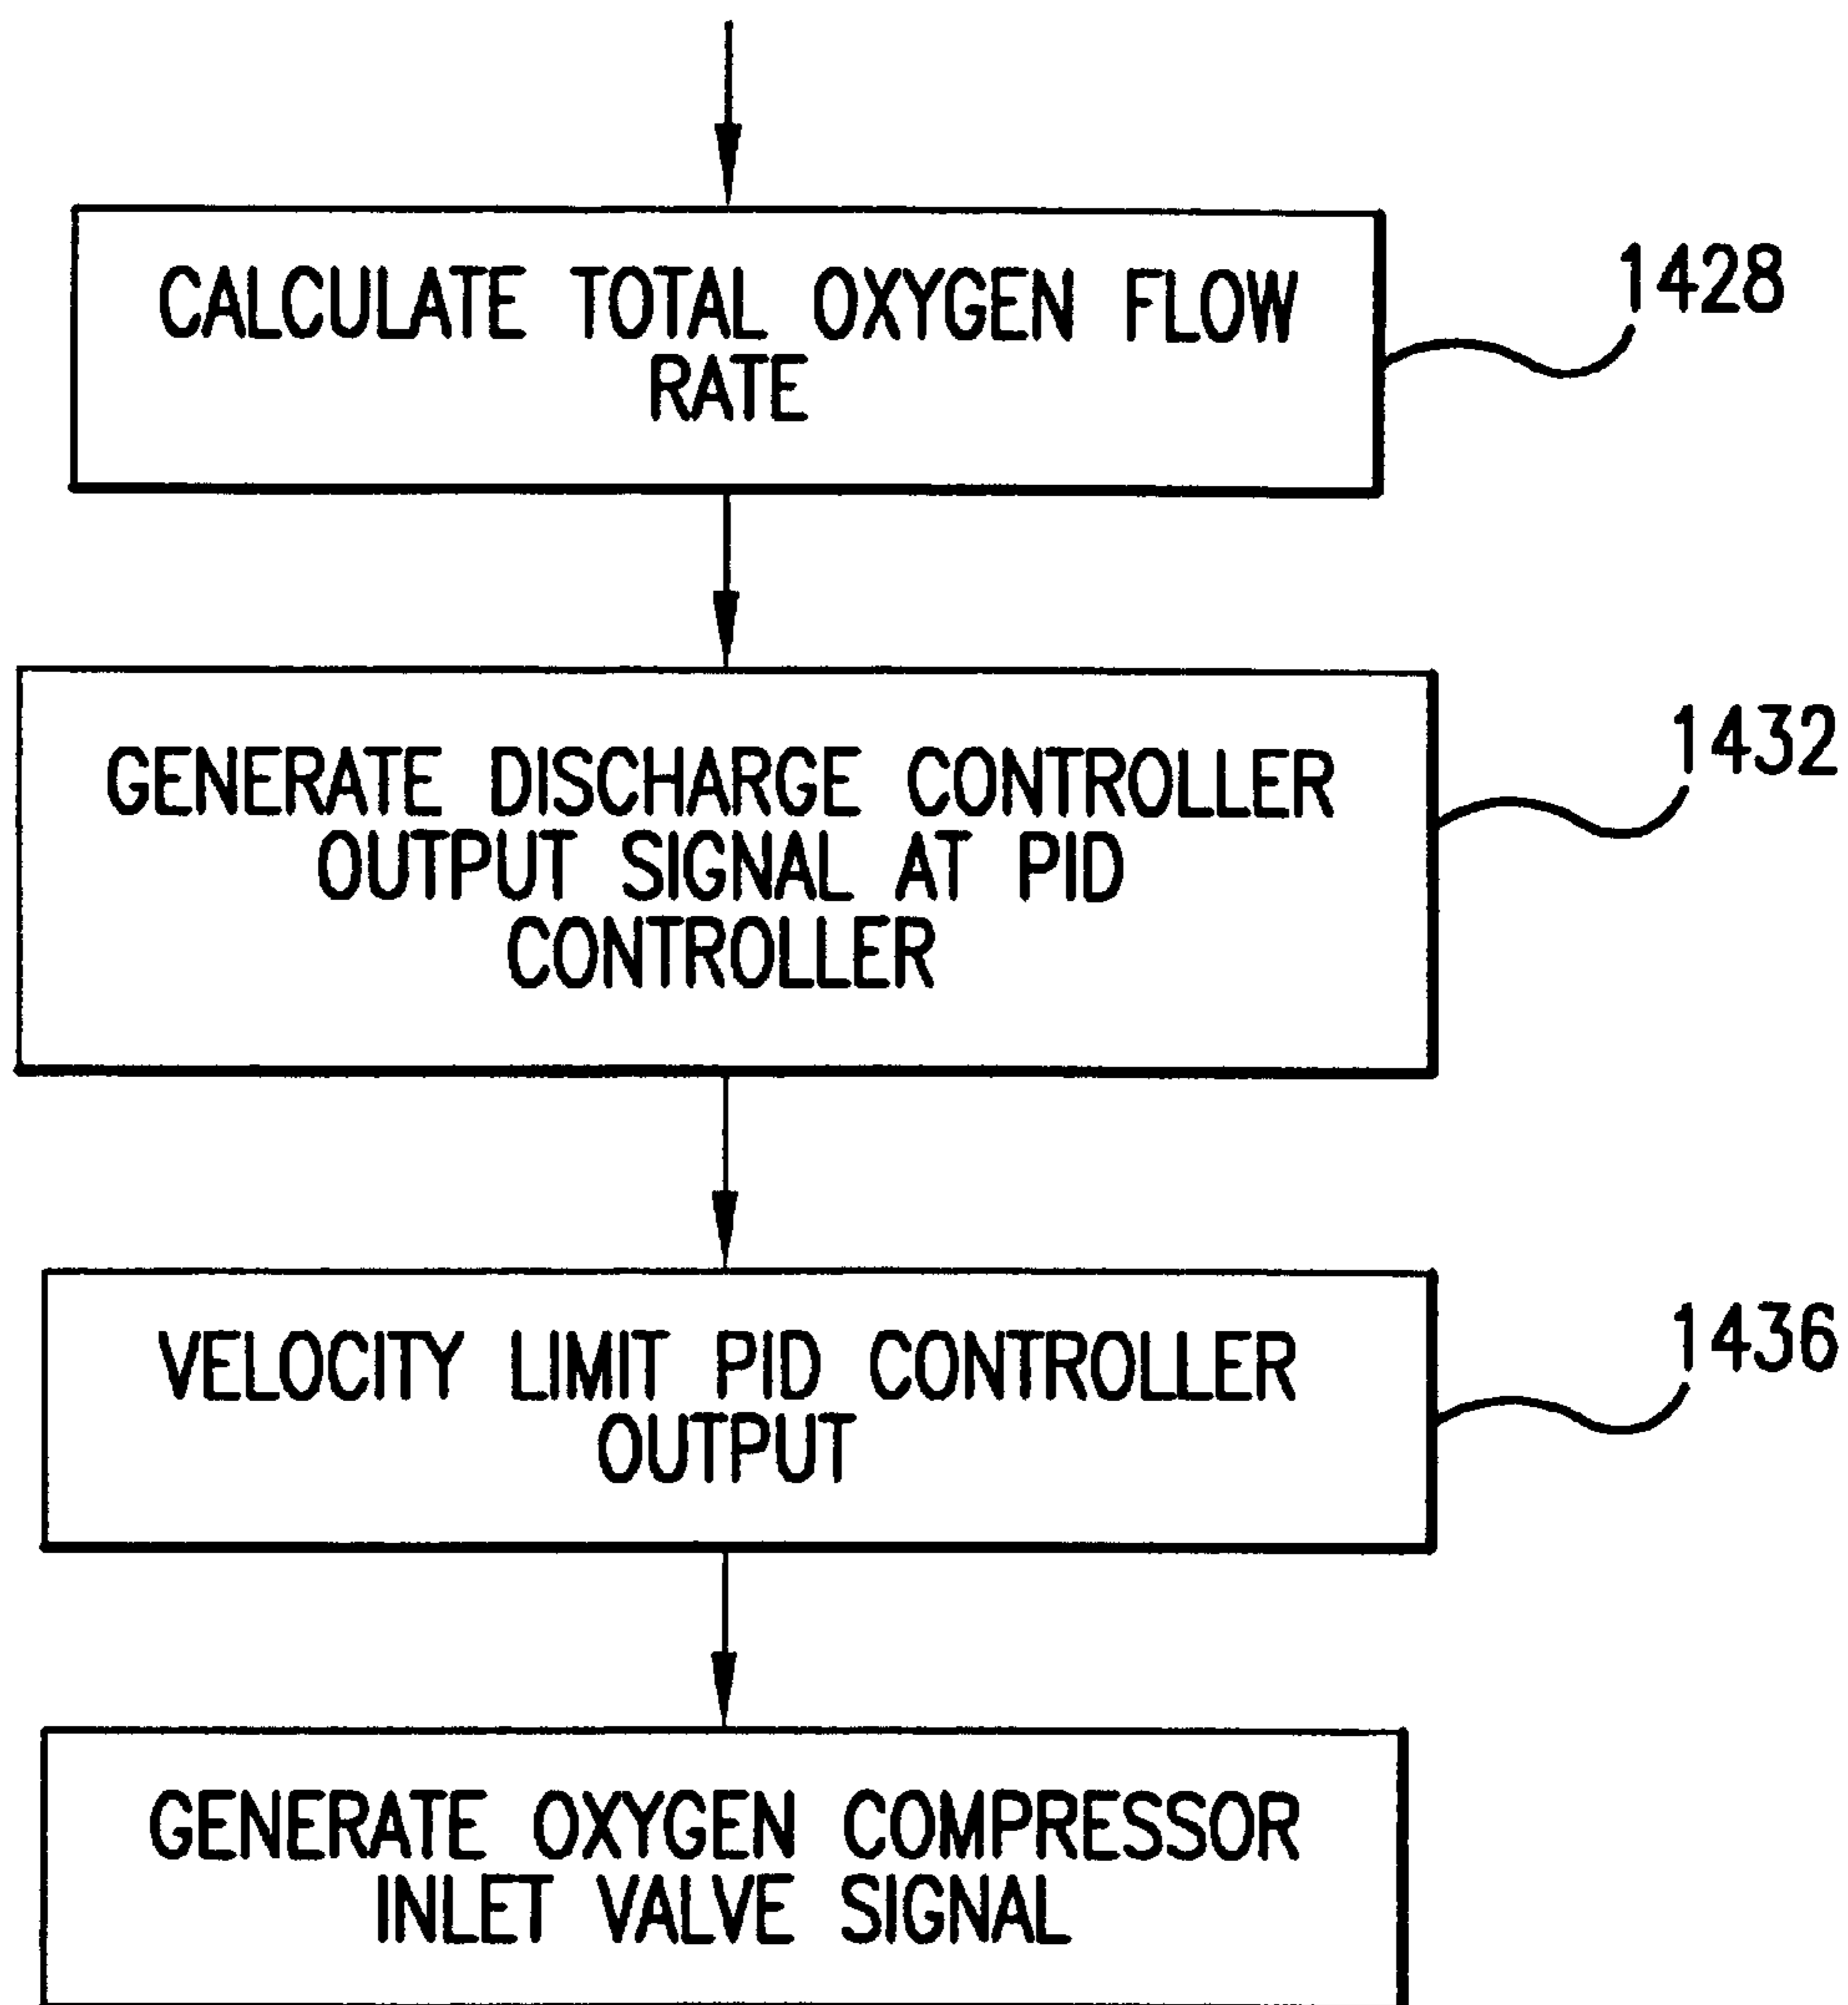 CALCULATE TOTAL OXYGEN FLOW
RATE
1428
GENERATE DISCHARGE CONTROLLER
OUTPUT SIGNAL AT PID
CONTROLLER
1432
VELOCITY LIMIT PID CONTROLLER
OUTPUT
1436
GENERATE OXYGEN COMPRESSOR
INLET VALVE SIGNAL